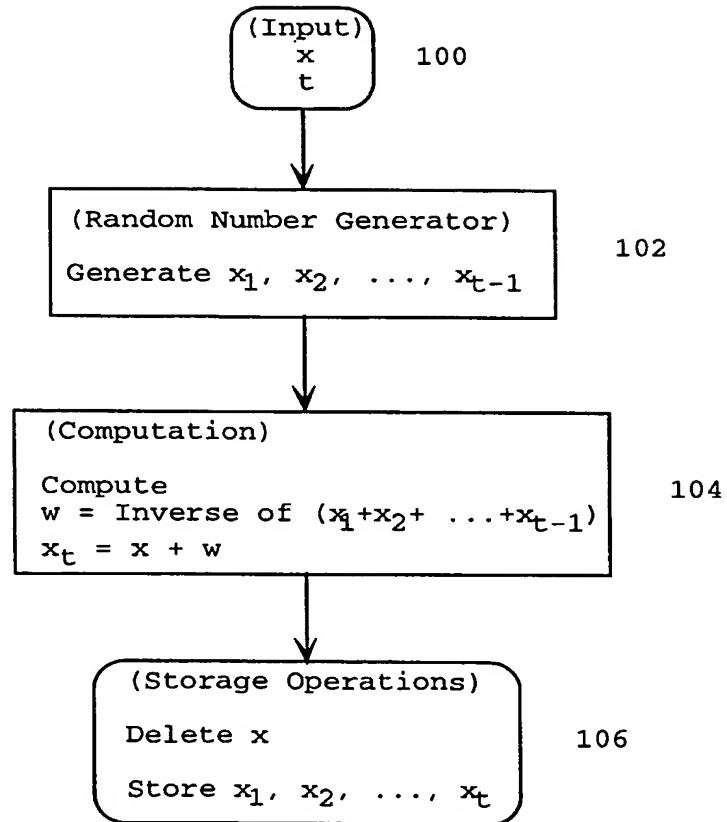 (Input)
x
t
100
(Random Number Generator)
Generate x₁, x₂, ..., xₜ₋₁
102
(Computation)
Compute
w = Inverse of (x₁+x₂+ ...+xₜ₋₁)
xₜ = x + w
104
(Storage Operations)
Delete x
Store x₁, x₂, ..., xₜ
106